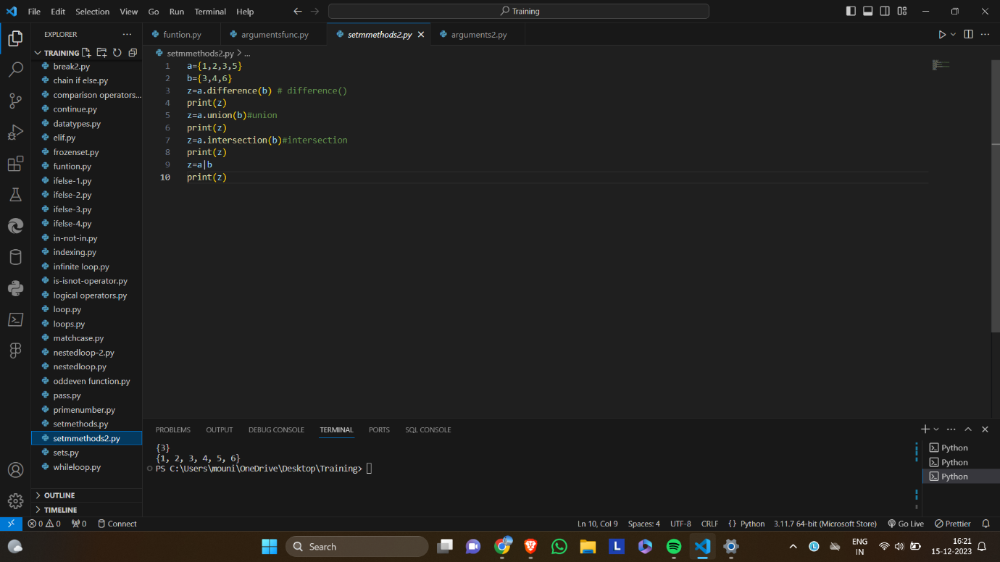 File Edit Selection View Go Run Terminal Help
Training
EXPLORER
funtion.py
argumentsfunc.py
setmmethods2.py
arguments2.py
TRAINING
setmmethods2.py > ...
break2.py
chain if else.py
comparison operators...
continue.py
datatypes.py
elif.py
frozenset.py
funtion.py
ifelse-1.py
ifelse-2.py
ifelse-3.py
ifelse-4.py
in-not-in.py
indexing.py
infinite loop.py
is-isnot-operator.py
logical operators.py
loop.py
loops.py
matchcase.py
nestedloop-2.py
nestedloop.py
oddeven function.py
pass.py
primenumber.py
setmethods.py
setmmethods2.py
sets.py
whileloop.py
OUTLINE
TIMELINE
1 a={1,2,3,5}
2 b={3,4,6}
3 z=a.difference(b) # difference()
4 print(z)
5 z=a.union(b)#union
6 print(z)
7 z=a.intersection(b)#intersection
8 print(z)
9 z=a|b
10 print(z)
PROBLEMS OUTPUT DEBUG CONSOLE TERMINAL PORTS SQL CONSOLE
{3}
{1, 2, 3, 4, 5, 6}
PS C:\Users\mouni\OneDrive\Desktop\Training>
Python
Python
Python
0 0 0 Connect Ln 10, Col 9 Spaces: 4 UTF-8 CRLF {} Python 3.11.7 64-bit (Microsoft Store) Go Live Prettier
Search
L
L
ENG
IN
16:21
15-12-2023